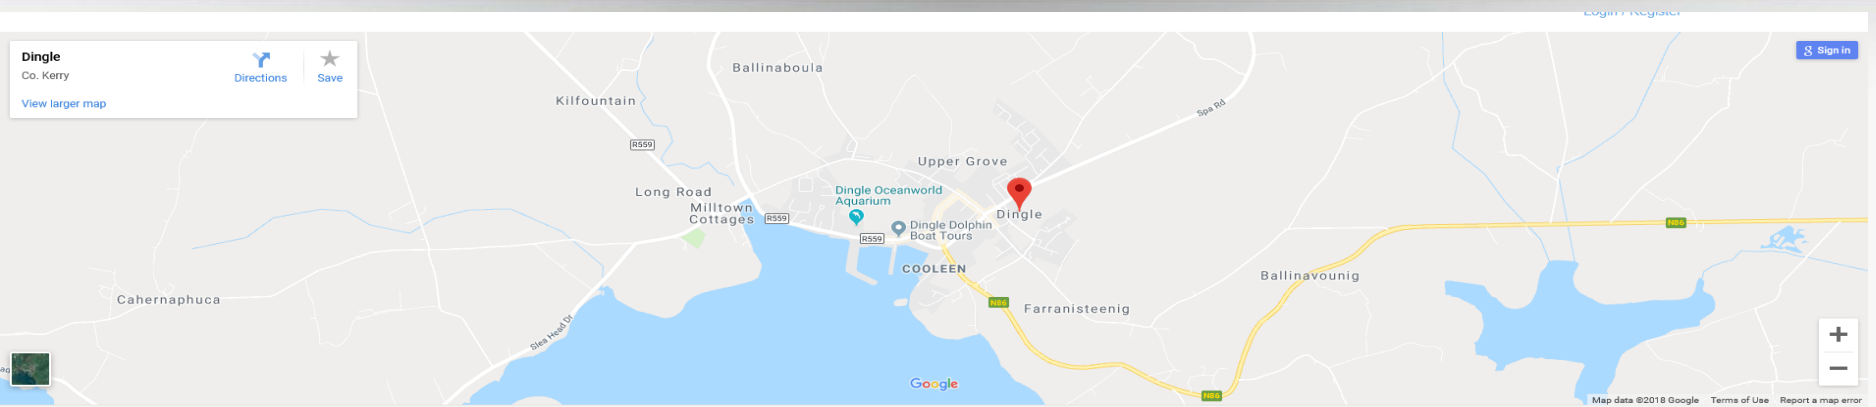 Login / Register
Dingle
Co. Kerry
Directions
Save
View larger map
Sign in
Ballinaboula
Kilfountain
Spa Rd
R559
Upper Grove
Long Road
Dingle Oceanworld
Aquarium
Milltown
Cottages
R559
Dingle
Dingle Dolphin
Boat Tours
R559
N86
COOLEEN
Ballinavounig
Cahernaphuca
N86
Farranisteenig
Slea Head Dr
Google
N86
Map data ©2018 Google
Terms of Use
Report a map error